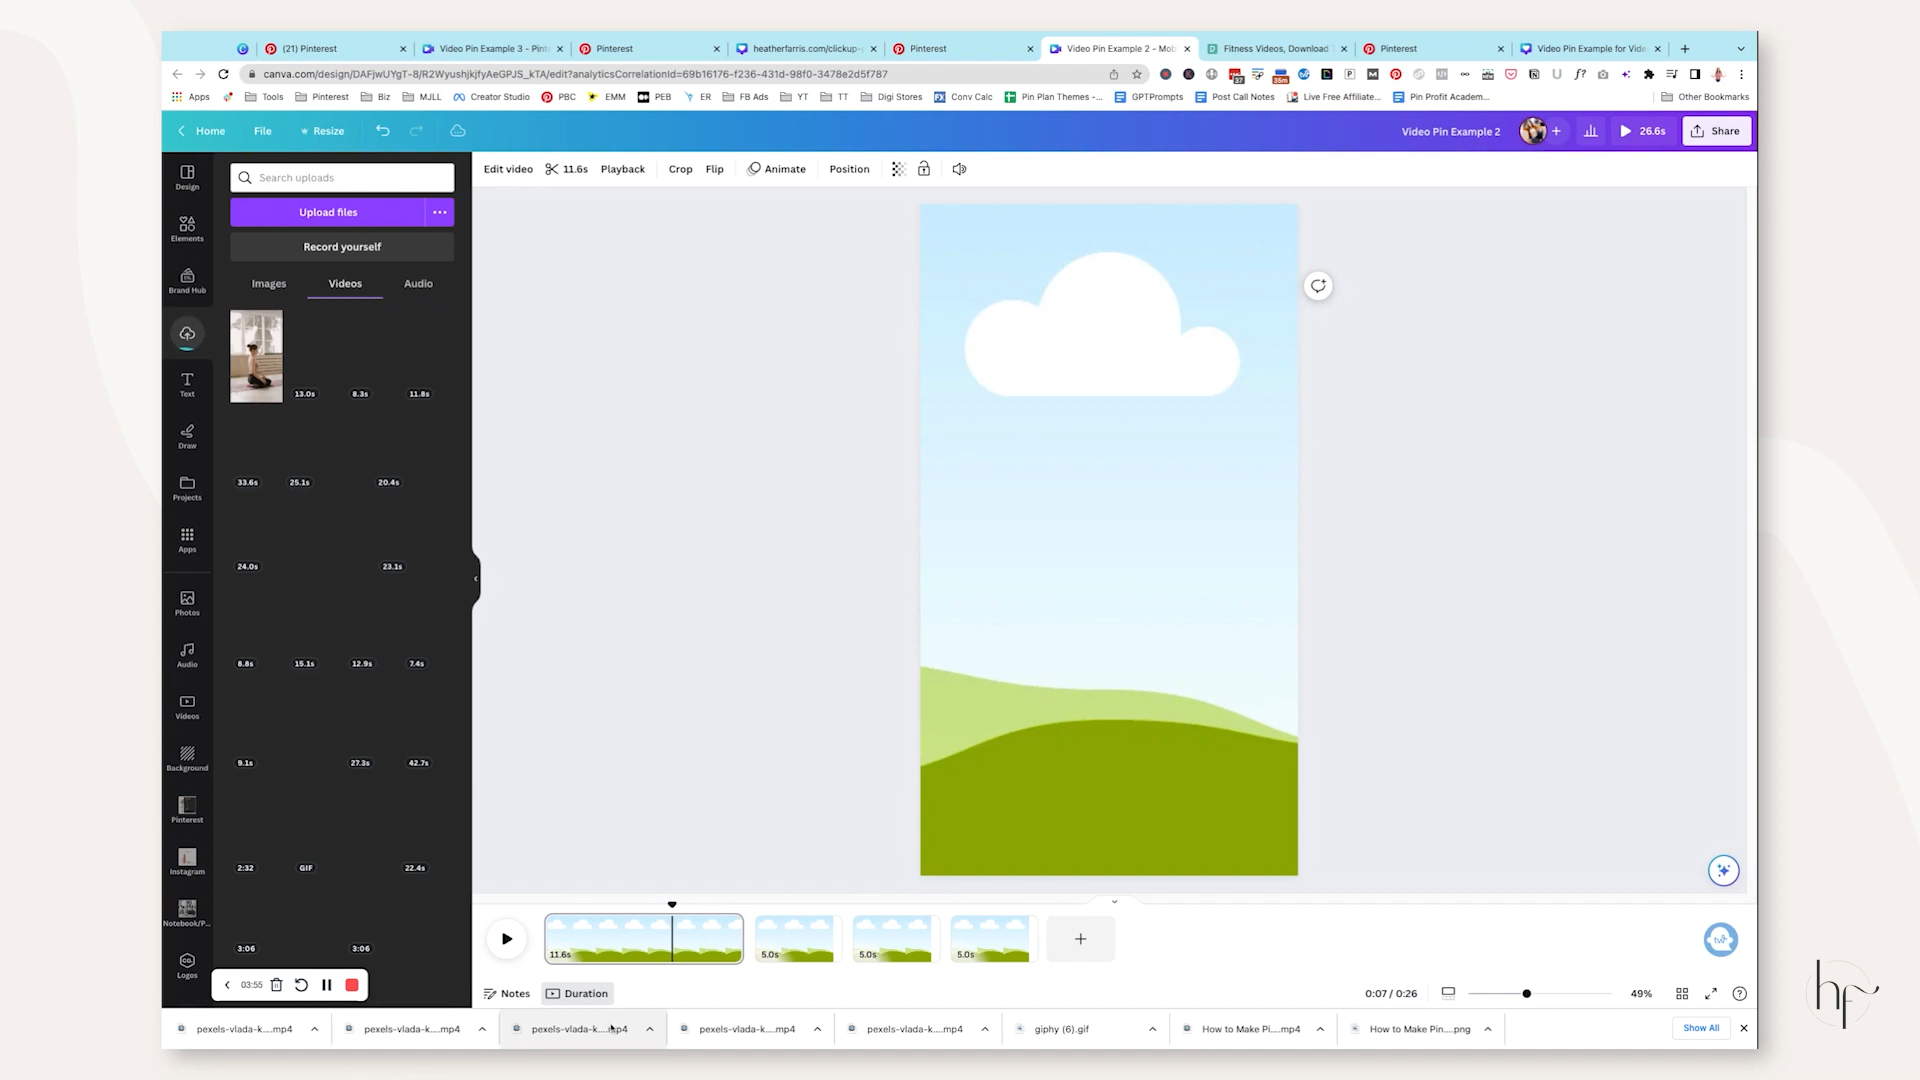 (21) Pinterest
Video Pin Example 3 - Pint
Pinterest
heatherfarris.com/clickup-
Pinterest
Video Pin Example 2 - Mob
Fitness Videos, Download
Pinterest
Video Pin Example for Vide
canva.com/design/DAFjwUYgT-8/R2WyushjkjfyAeGPJS_kTA/edit?analyticsCorrelationId=69b16176-f236-431d-98f0-3478e2d5f787
Apps
Tools
Pinterest
Biz
MJLL
Creator Studio
PBC
EMM
PEB
ER
FB Ads
YT
TT
Digi Stores
Conv Calc
Pin Plan Themes -...
GPTPrompts
Post Call Notes
Live Free Affiliate...
Pin Profit Academ...
Other Bookmarks
Home
File
Resize
Video Pin Example 2
26.6s
Share
Design
Elements
Brand Hub
Text
Draw
Projects
Apps
Photos
Audio
Videos
Background
Pinterest
Instagram
Notebook/P...
Logos
Search uploads
Upload files
Record yourself
Images
Videos
Audio
13.0s
8.3s
11.8s
33.6s
25.1s
20.4s
24.0s
23.1s
8.8s
15.1s
12.9s
7.4s
9.1s
27.3s
42.7s
2:32
GIF
22.4s
3:06
3:06
03:55
Edit video
11.6s
Playback
Crop
Flip
Animate
Position
11.6s
5.0s
5.0s
5.0s
Notes
Duration
0:07 / 0:26
49%
pexels-vlada-k....mp4
pexels-vlada-k....mp4
pexels-vlada-k....mp4
pexels-vlada-k....mp4
pexels-vlada-k....mp4
giphy (6).gif
How to Make Pi....mp4
How to Make Pin....png
Show All
hf